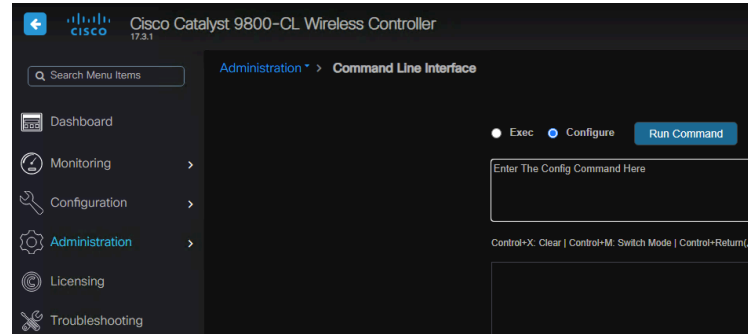 CISCO
Cisco Catalyst 9800-CL Wireless Controller
17.3.1
Search Menu Items
Administration > Command Line Interface
Dashboard
Exec Configure Run Command
Monitoring
Enter The Config Command Here
Configuration
Administration
Control+X: Clear | Control+M: Switch Mode | Control+Return(,
Licensing
Troubleshooting